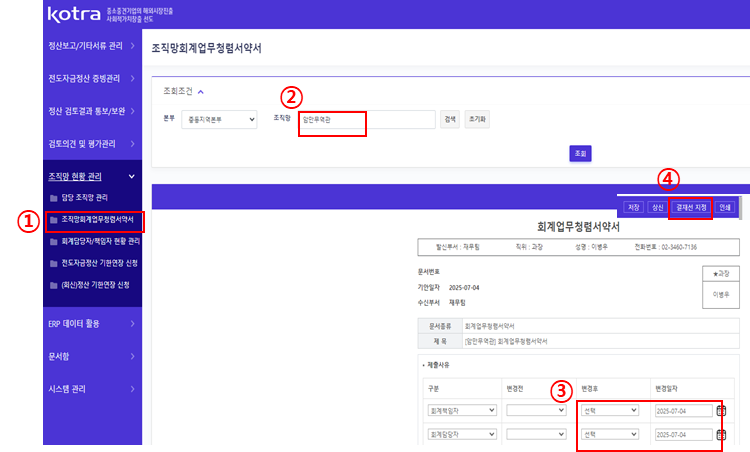 kotra 중소중견기업의 해외시장진출
사회적가치창출 선도
정산보고/기타서류 관리
전도자금정산 증빙관리
정산 검토결과 통보/보완
검토의견 및 평가관리
조직망 현황 관리
담당 조직망 관리
① 조직망회계업무청렴서약서
회계담당자/책임자 현황 관리
전도자금정산 기한연장 신청
(회신)정산 기한연장 신청
ERP 데이터 활용
문서함
시스템 관리
조직망회계업무청렴서약서
조회조건
②
본부 중동지역본부 조직망 암만무역관 검색 초기화
조회
④
저장 상신 결재선 지정 인쇄
회계업무청렴서약서
발신부서 : 재무팀 직위 : 과장 성명 : 이병우 전화번호 : 02-3460-7136
문서번호
기안일자 2025-07-04
수신부서 재무팀
★과장
이병우
문서종류 회계업무청렴서약서
제 목 [암만무역관] 회계업무청렴서약서
• 제출사유
③
구분 변경전 변경후 변경일자
회계책임자 선택 2025-07-04
회계담당자 선택 2025-07-04